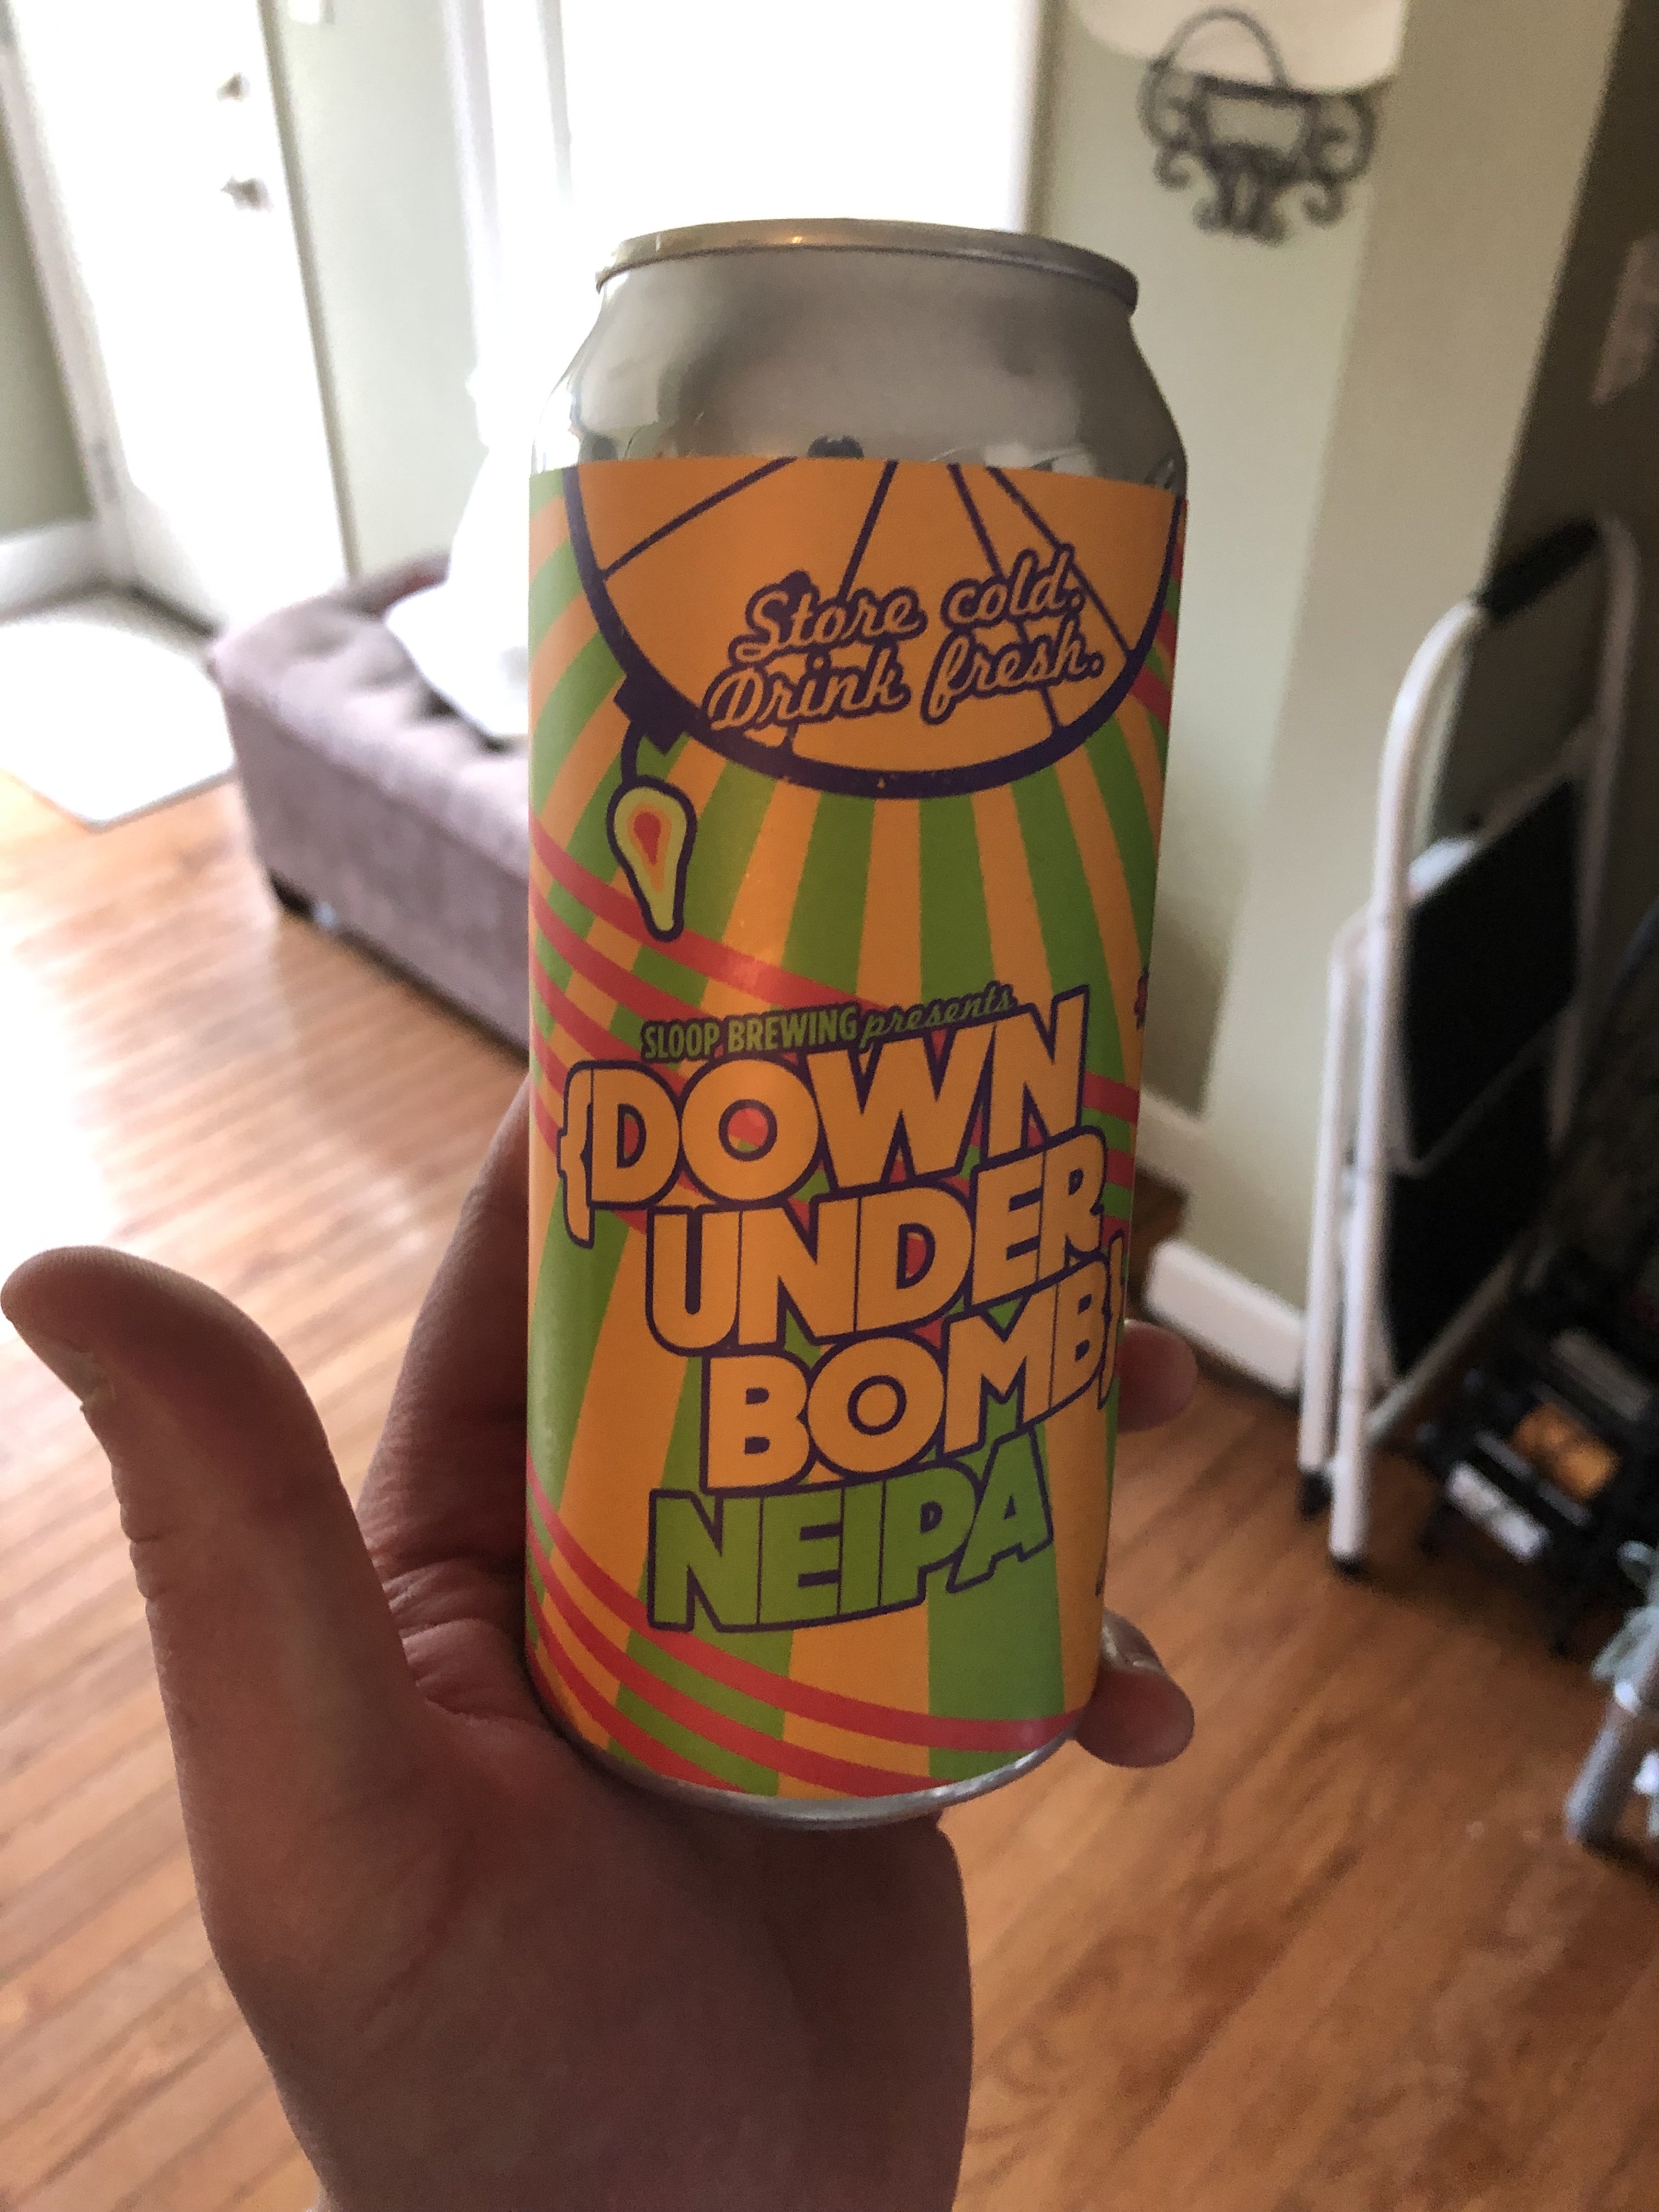 Store cold.
Drink fresh.
SLOOP BREWING presents
{DOWN
UNDER
BOMB}
NEIPA